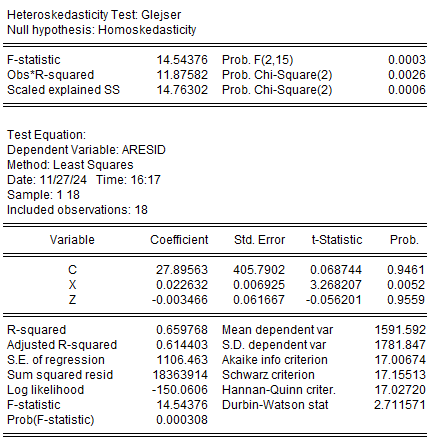 Heteroskedasticity Test: Glejser
Null hypothesis: Homoskedasticity
F-statistic 14.54376 Prob. F(2,15) 0.0003
Obs*R-squared 11.87582 Prob. Chi-Square(2) 0.0026
Scaled explained SS 14.76302 Prob. Chi-Square(2) 0.0006
Test Equation:
Dependent Variable: ARESID
Method: Least Squares
Date: 11/27/24 Time: 16:17
Sample: 1 18
Included observations: 18
Variable Coefficient Std. Error t-Statistic Prob.
C 27.89563 405.7902 0.068744 0.9461
X 0.022632 0.006925 3.268207 0.0052
Z -0.003466 0.061667 -0.056201 0.9559
R-squared 0.659768 Mean dependent var 1591.592
Adjusted R-squared 0.614403 S.D. dependent var 1781.847
S.E. of regression 1106.463 Akaike info criterion 17.00674
Sum squared resid 18363914 Schwarz criterion 17.15513
Log likelihood -150.0606 Hannan-Quinn criter. 17.02720
F-statistic 14.54376 Durbin-Watson stat 2.711571
Prob(F-statistic) 0.000308